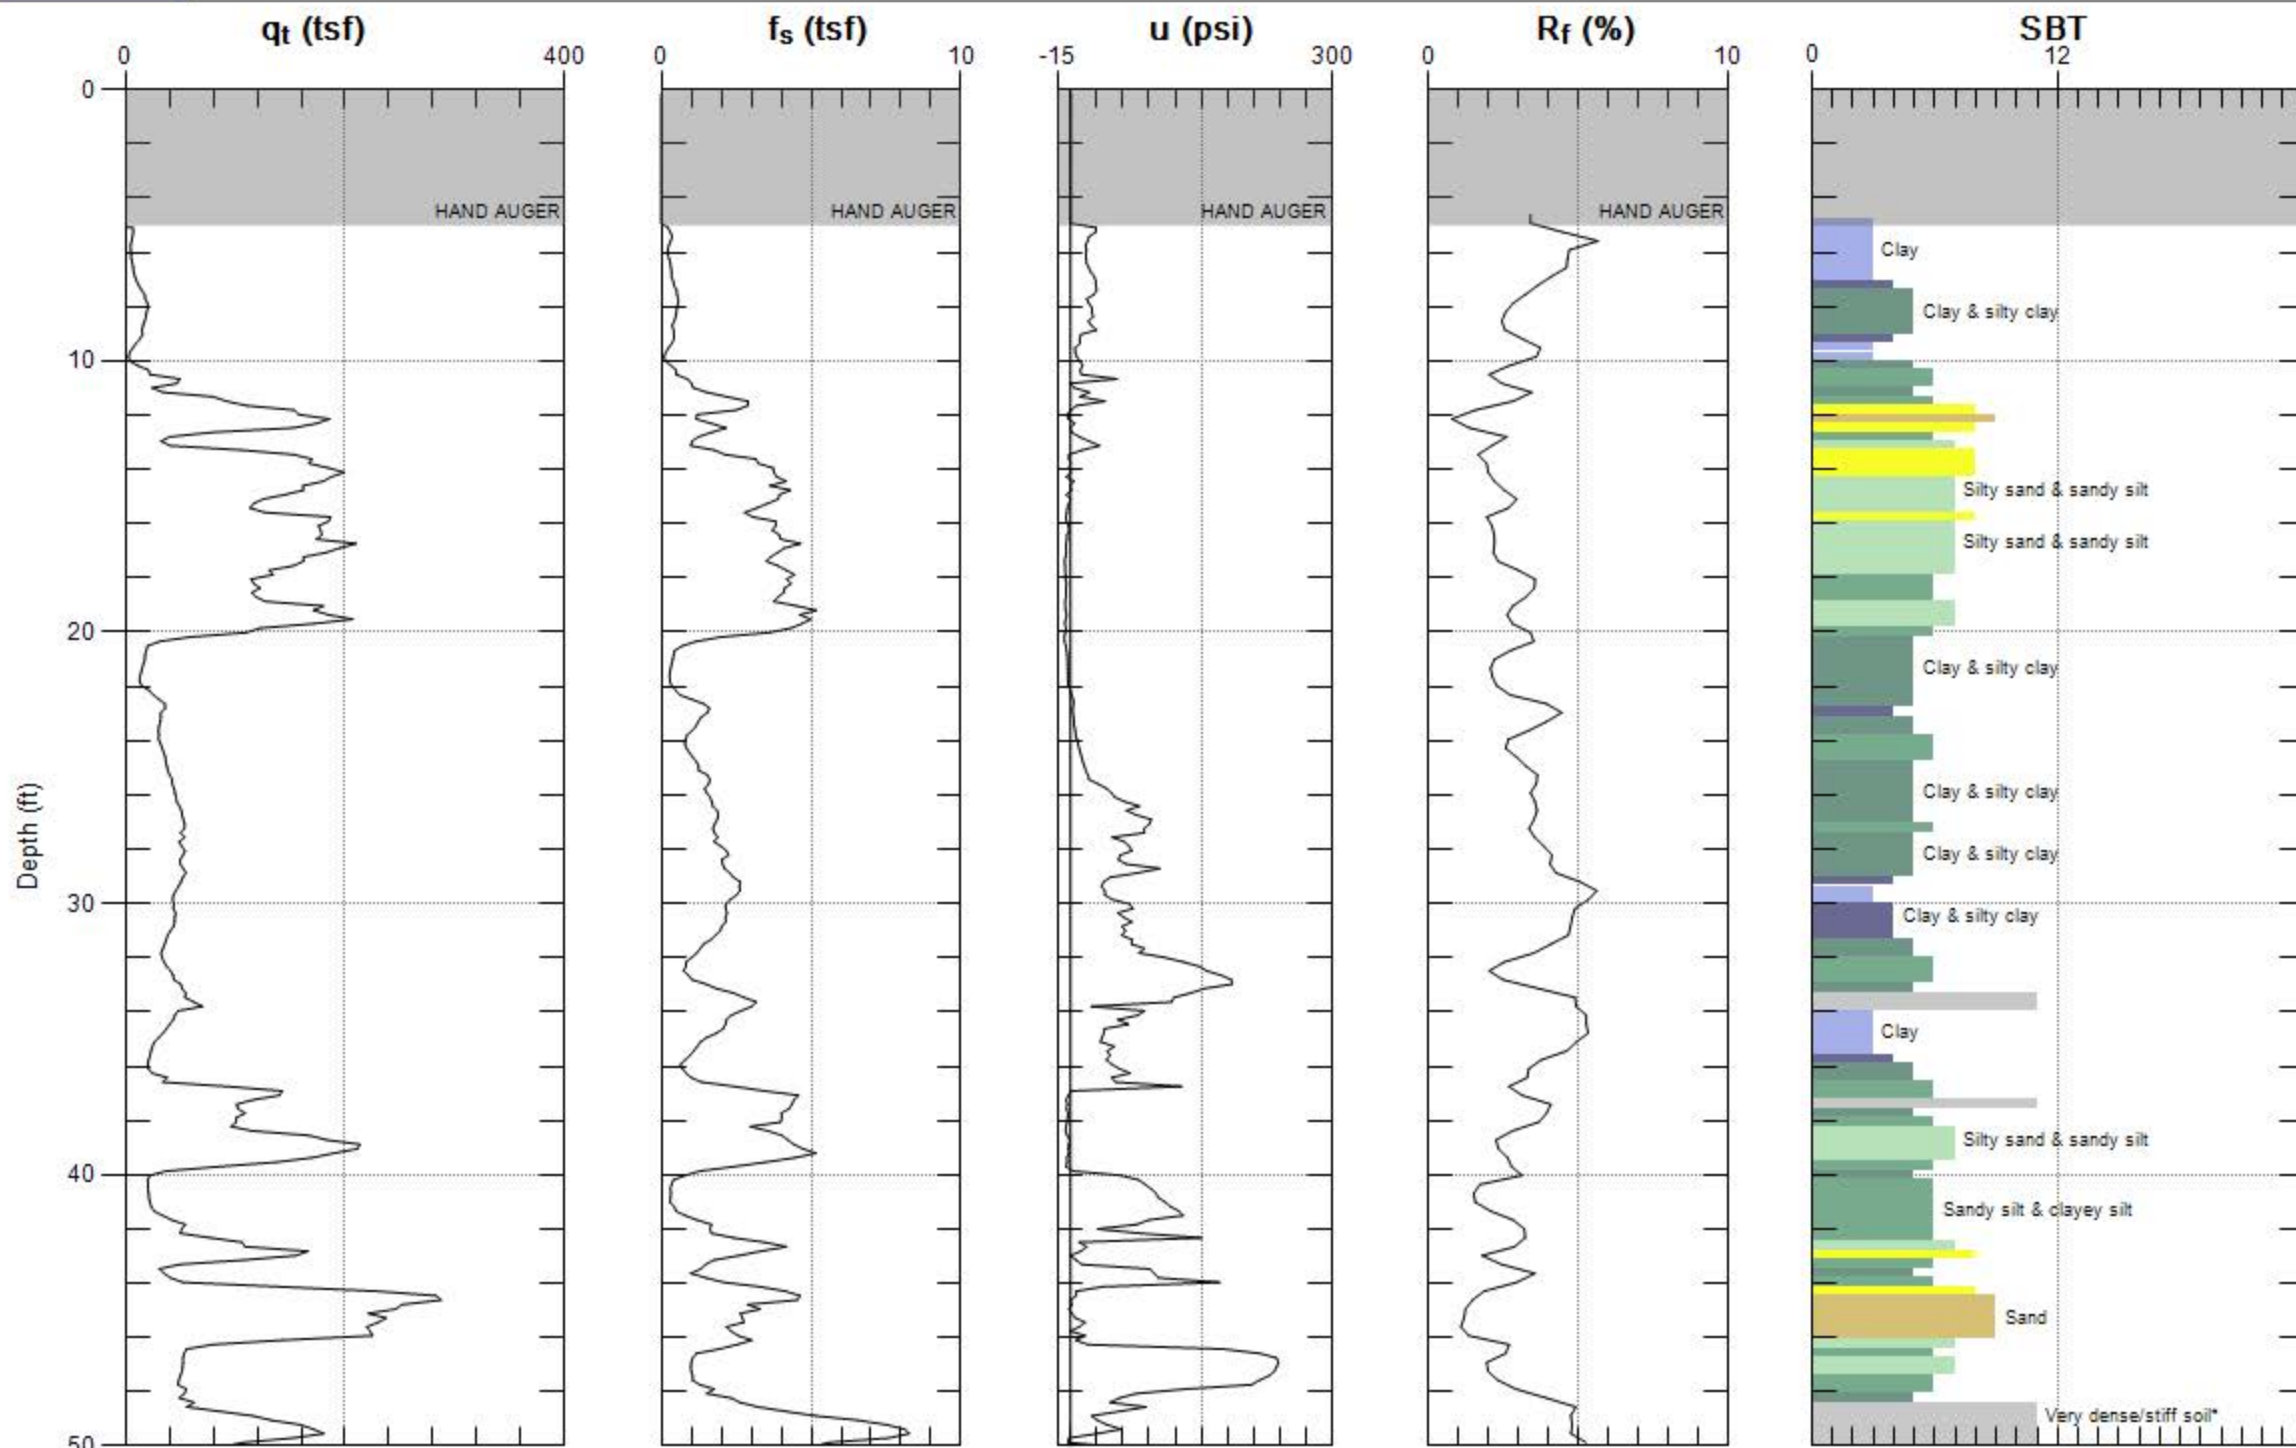 qt (tsf) fs (tsf) u (psi) Rf (%) SBT
0 400 0 10 -15 300 0 10 0 12
0
HAND AUGER HAND AUGER HAND AUGER HAND AUGER
Clay
Clay & silty clay
10
Silty sand & sandy silt
Silty sand & sandy silt
20
Clay & silty clay
Depth (ft)
Clay & silty clay
Clay & silty clay
30
Clay & silty clay
Clay
Silty sand & sandy silt
40
Sandy silt & clayey silt
Sand
Very dense/stiff soil*
50